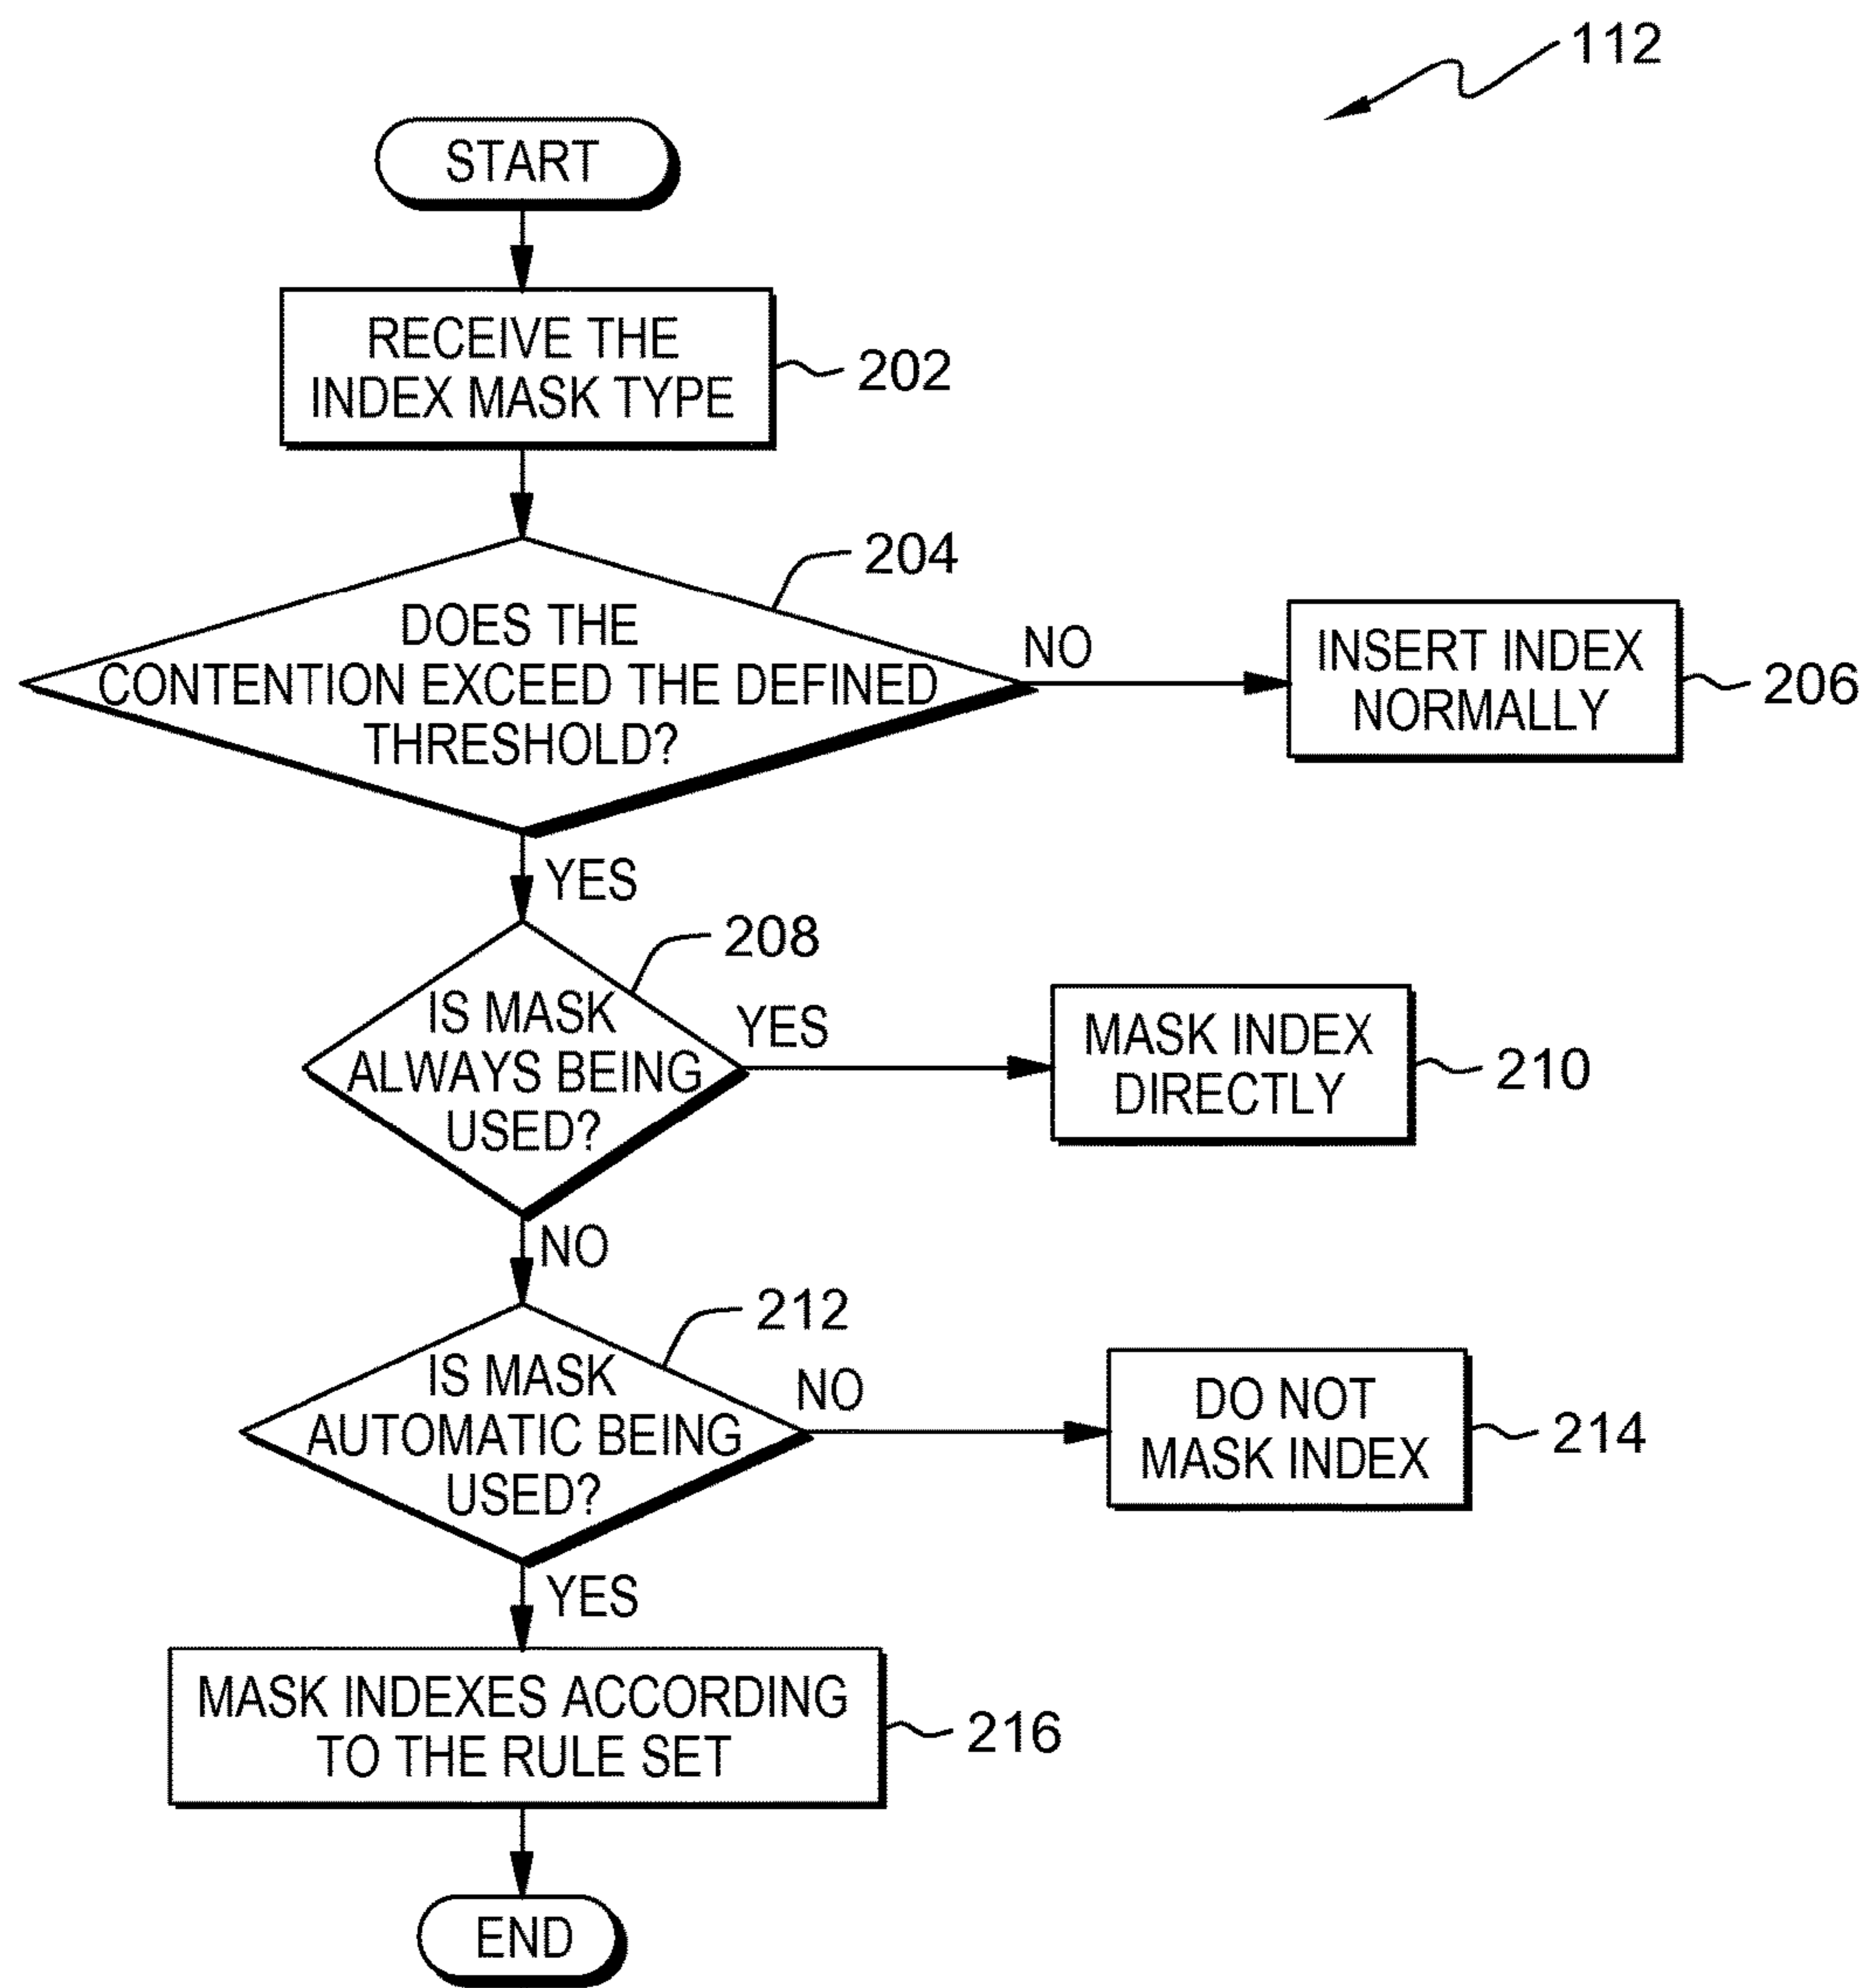 112
START
RECEIVE THE
INDEX MASK TYPE
202
204
DOES THE
CONTENTION EXCEED THE DEFINED
THRESHOLD?
NO
INSERT INDEX
NORMALLY
206
YES
208
IS MASK
ALWAYS BEING
USED?
YES
MASK INDEX
DIRECTLY
210
NO
212
IS MASK
AUTOMATIC BEING
USED?
NO
DO NOT
MASK INDEX
214
YES
MASK INDEXES ACCORDING
TO THE RULE SET
216
END